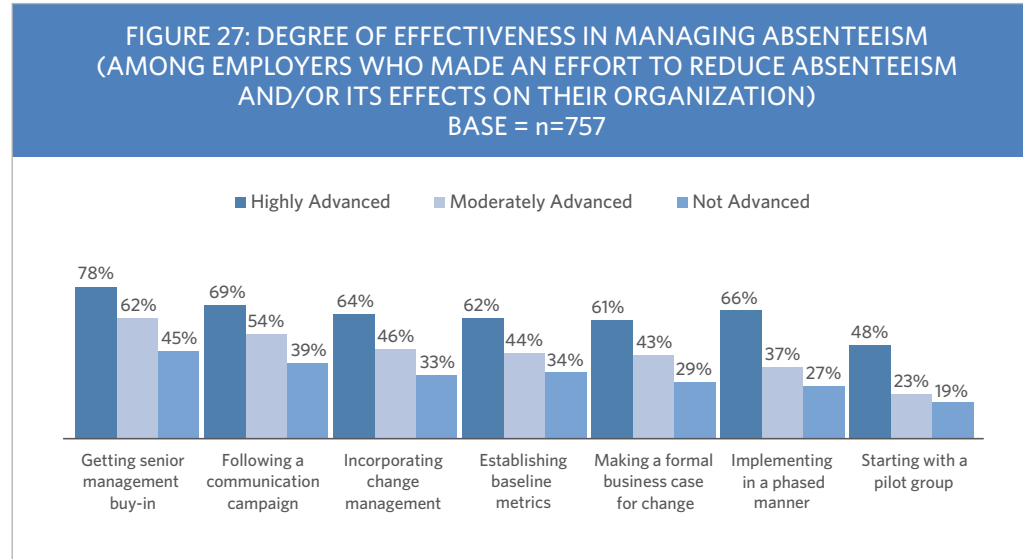 FIGURE 27: DEGREE OF EFFECTIVENESS IN MANAGING ABSENTEEISM
(AMONG EMPLOYERS WHO MADE AN EFFORT TO REDUCE ABSENTEEISM
AND/OR ITS EFFECTS ON THEIR ORGANIZATION)
BASE = n=757
Highly Advanced Moderately Advanced Not Advanced
78% 62% 45%
69% 54% 39%
64% 46% 33%
62% 44% 34%
61% 43% 29%
66% 37% 27%
48% 23% 19%
Getting senior
management
buy-in
Following a
communication
campaign
Incorporating
change
management
Establishing
baseline
metrics
Making a formal
business case
for change
Implementing
in a phased
manner
Starting with a
pilot group